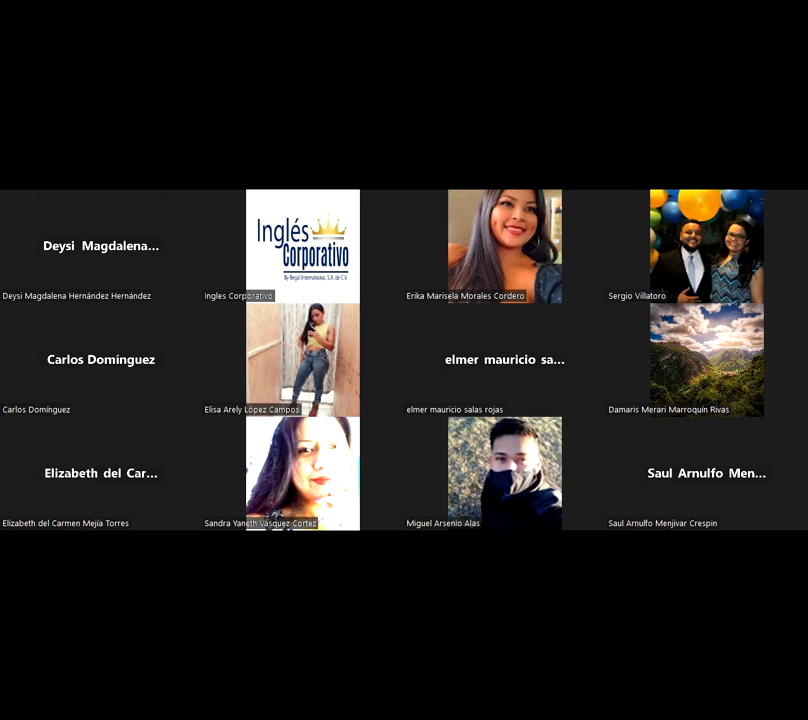 Deysi Magdalena...
Deysi Magdalena Hernández Hernández
Inglés
Corporativo
By Regal International, S.A. de C.V.
Ingles Corporativo
Erika Marisela Morales Cordero
Sergio Villatoro
Carlos Domínguez
Carlos Domínguez
Elisa Arely López Campos
elmer mauricio sa...
elmer mauricio salas rojas
Damaris Merari Marroquín Rivas
Elizabeth del Car...
Elizabeth del Carmen Mejía Torres
Sandra Yaneth Vásquez Cortez
Miguel Arsenio Alas
Saul Arnulfo Men...
Saul Arnulfo Menjivar Crespin